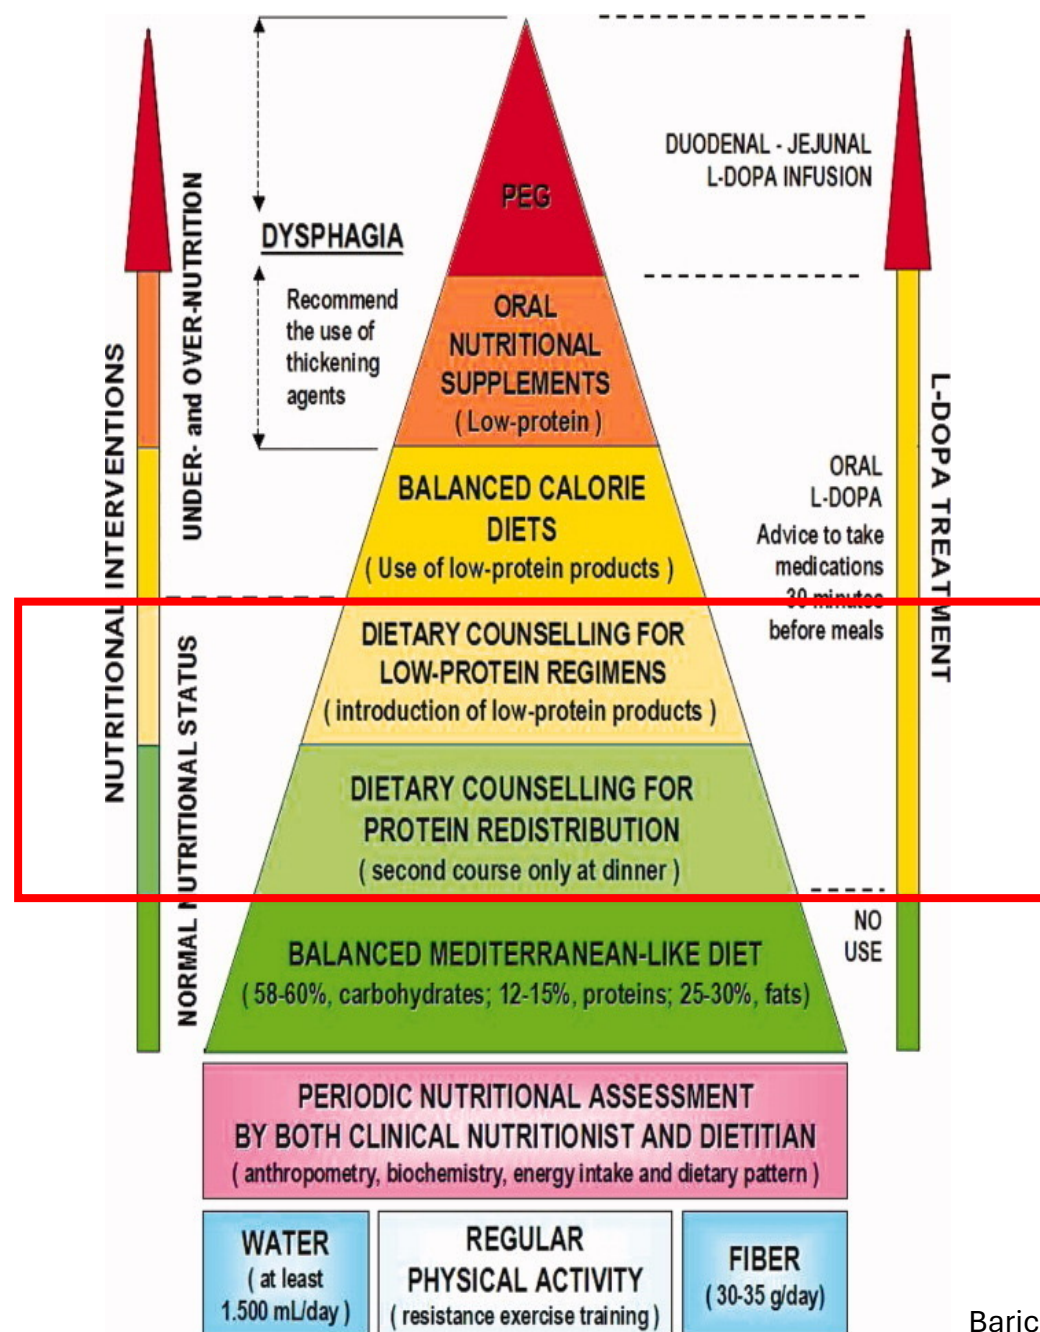 NUTRITIONAL INTERVENTIONS
UNDER- and OVER-NUTRITION
NORMAL NUTRITIONAL STATUS
DYSPHAGIA
Recommend
the use of
thickening
agents
PEG
ORAL
NUTRITIONAL
SUPPLEMENTS
( Low-protein )
BALANCED CALORIE
DIETS
( Use of low-protein products )
DIETARY COUNSELLING FOR
LOW-PROTEIN REGIMENS
( introduction of low-protein products )
DIETARY COUNSELLING FOR
PROTEIN REDISTRIBUTION
( second course only at dinner )
BALANCED MEDITERRANEAN-LIKE DIET
( 58-60%, carbohydrates; 12-15%, proteins; 25-30%, fats)
DUODENAL - JEJUNAL
L-DOPA INFUSION
ORAL
L-DOPA
Advice to take
medications
30 minutes
before meals
NO
USE
L-DOPA TREATMENT
PERIODIC NUTRITIONAL ASSESSMENT
BY BOTH CLINICAL NUTRITIONIST AND DIETITIAN
( anthropometry, biochemistry, energy intake and dietary pattern )
WATER
( at least
1.500 mL/day )
REGULAR
PHYSICAL ACTIVITY
( resistance exercise training )
FIBER
( 30-35 g/day)
Baric